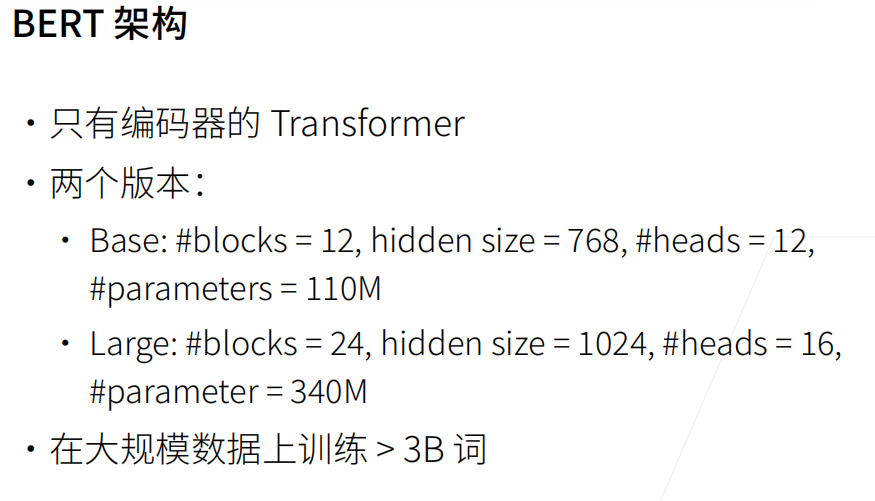 BERT 架构
• 只有编码器的 Transformer
• 两个版本：
• Base: #blocks = 12, hidden size = 768, #heads = 12,
#parameters = 110M
• Large: #blocks = 24, hidden size = 1024, #heads = 16,
#parameter = 340M
• 在大规模数据上训练 > 3B 词